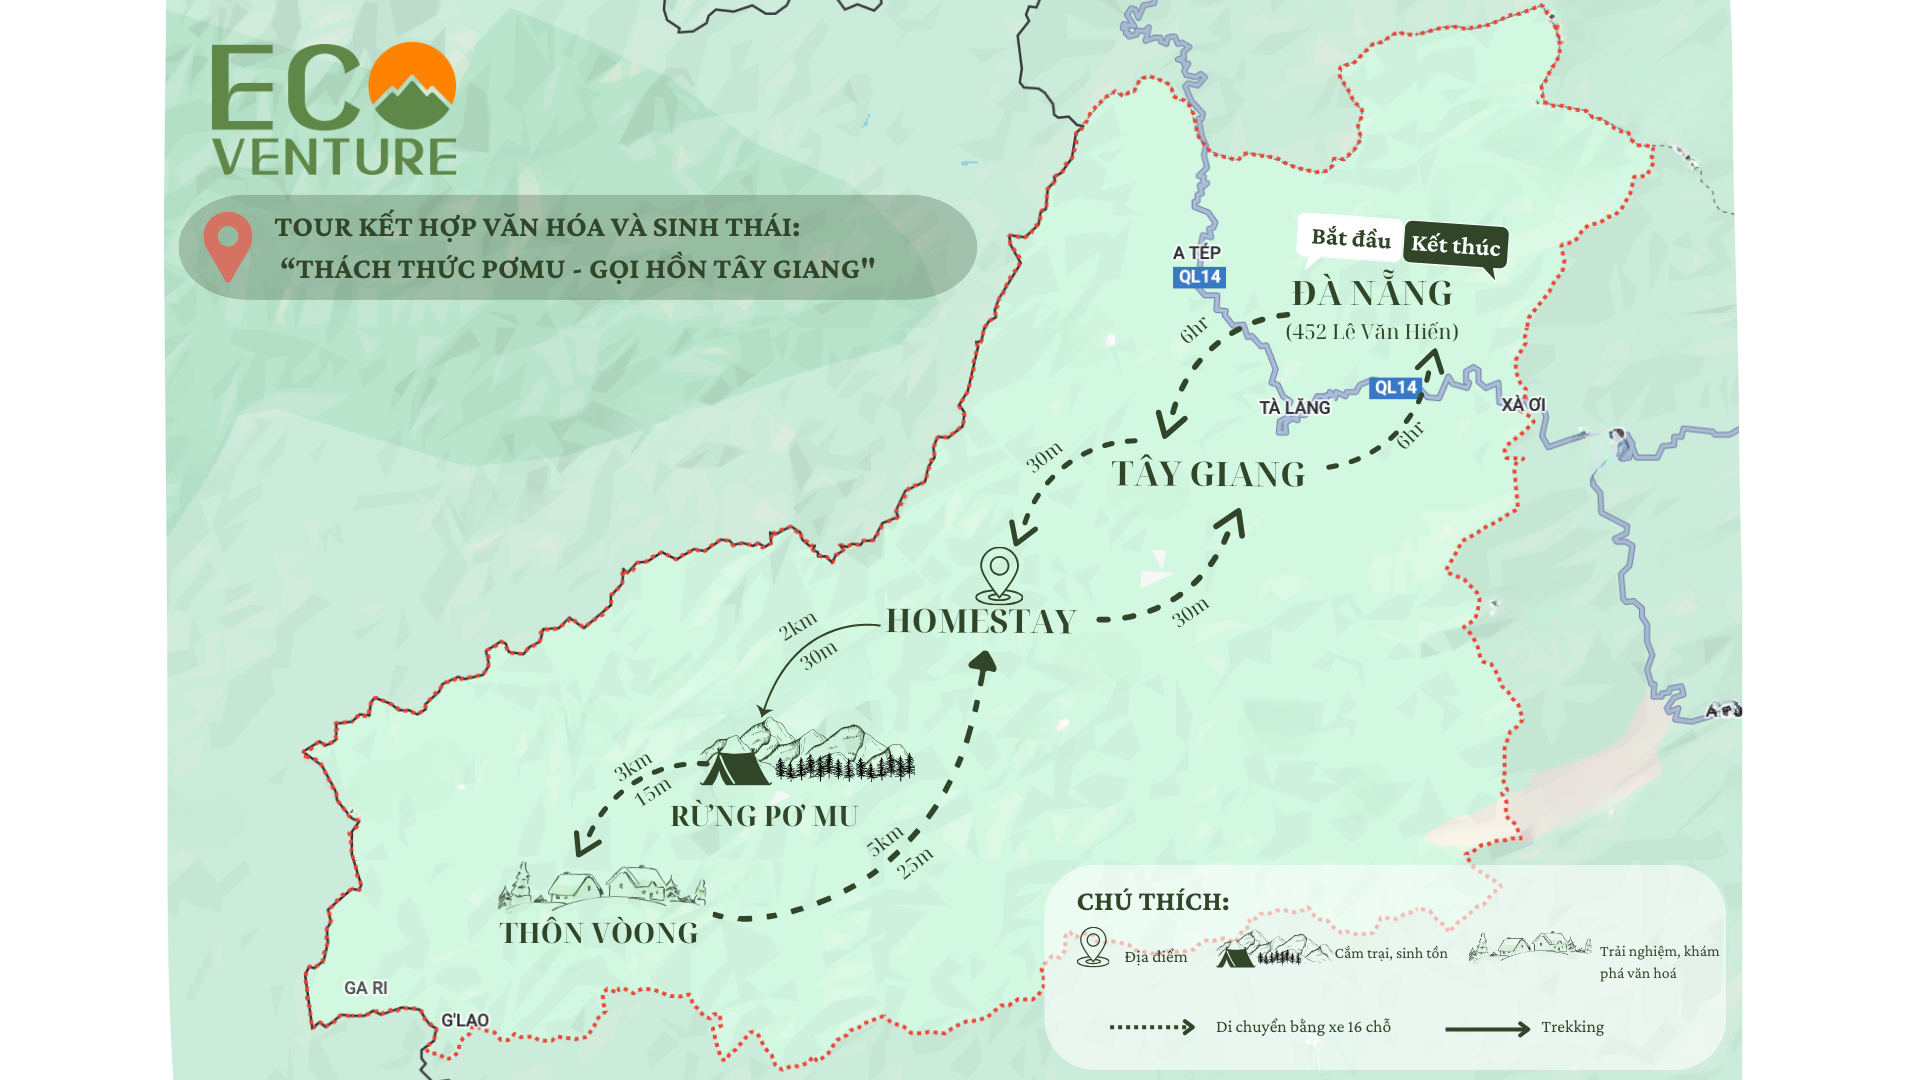 ECO
VENTURE
TOUR KẾT HỢP VĂN HÓA VÀ SINH THÁI:
“THÁCH THỨC PƠMU - GỌI HỒN TÂY GIANG"
A TÉP
QL14
Bắt đầu
Kết thúc
ĐÀ NẴNG
(452 Lê Văn Hiến)
6hr
QL14
TÀ LĂNG
XÀ ƠI
6hr
30m
TÂY GIANG
HOMESTAY
30m
2km
30m
3km
15m
RỪNG PƠ MU
5km
25m
THÔN VÒONG
GA RI
G'LAO
CHÚ THÍCH:
Địa điểm
Cắm trại, sinh tồn
Trải nghiệm, khám
phá văn hoá
Di chuyển bằng xe 16 chỗ
Trekking